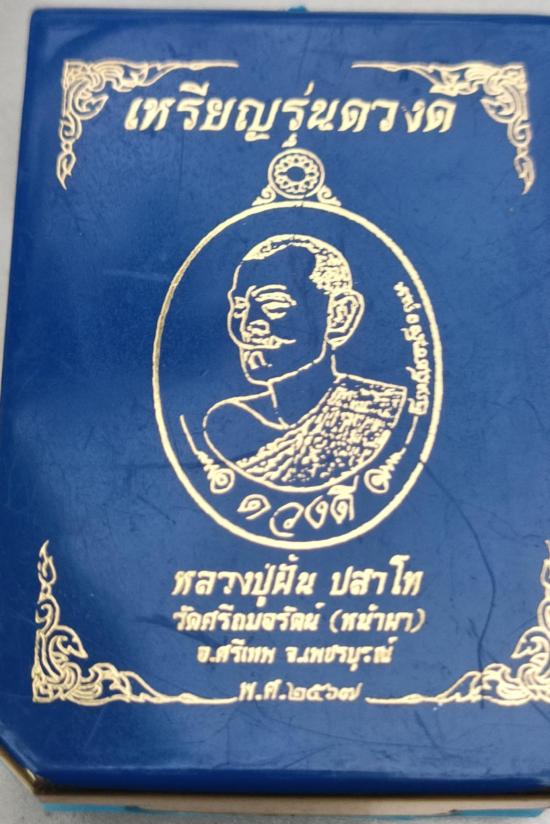 เหรียญรุ่นดวงดี
ดวงดี
หลวงปู่ฝั้น ปสาโท
วัดศรีถมอรัตน์ (หน้าผา)
อ.ศรีเทพ จ.เพชรบูรณ์
พ.ศ.๒๕๖๗